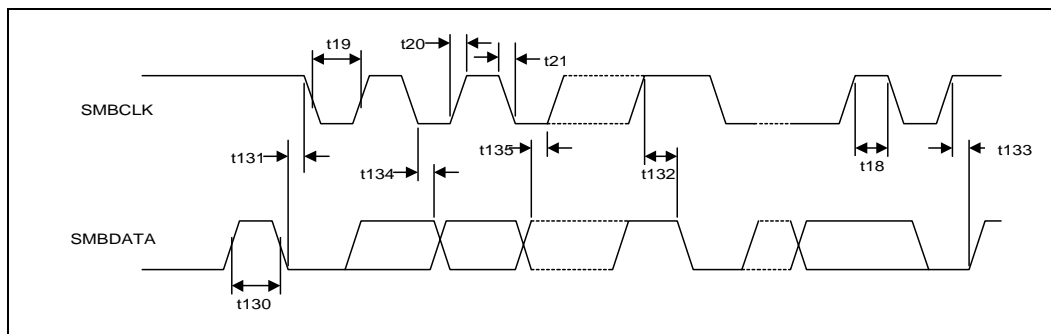 t19
t20
t21
SMBCLK
t131
t134
t135
t132
t18
t133
SMBDATA
t130